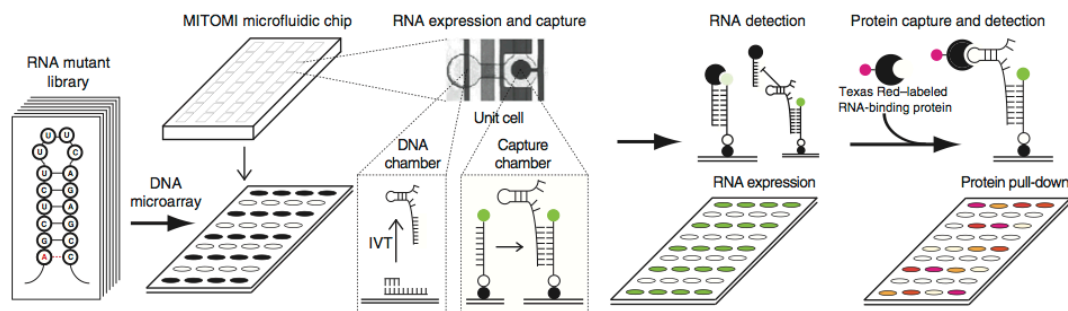 MITOMI microfluidic chip
RNA expression and capture
RNA detection
Protein capture and detection
RNA mutant
library
Unit cell
Texas Red–labeled
RNA-binding protein
DNA
microarray
DNA
chamber
Capture
chamber
IVT
RNA expression
Protein pull-down
U U
U C
U A
G C
A C